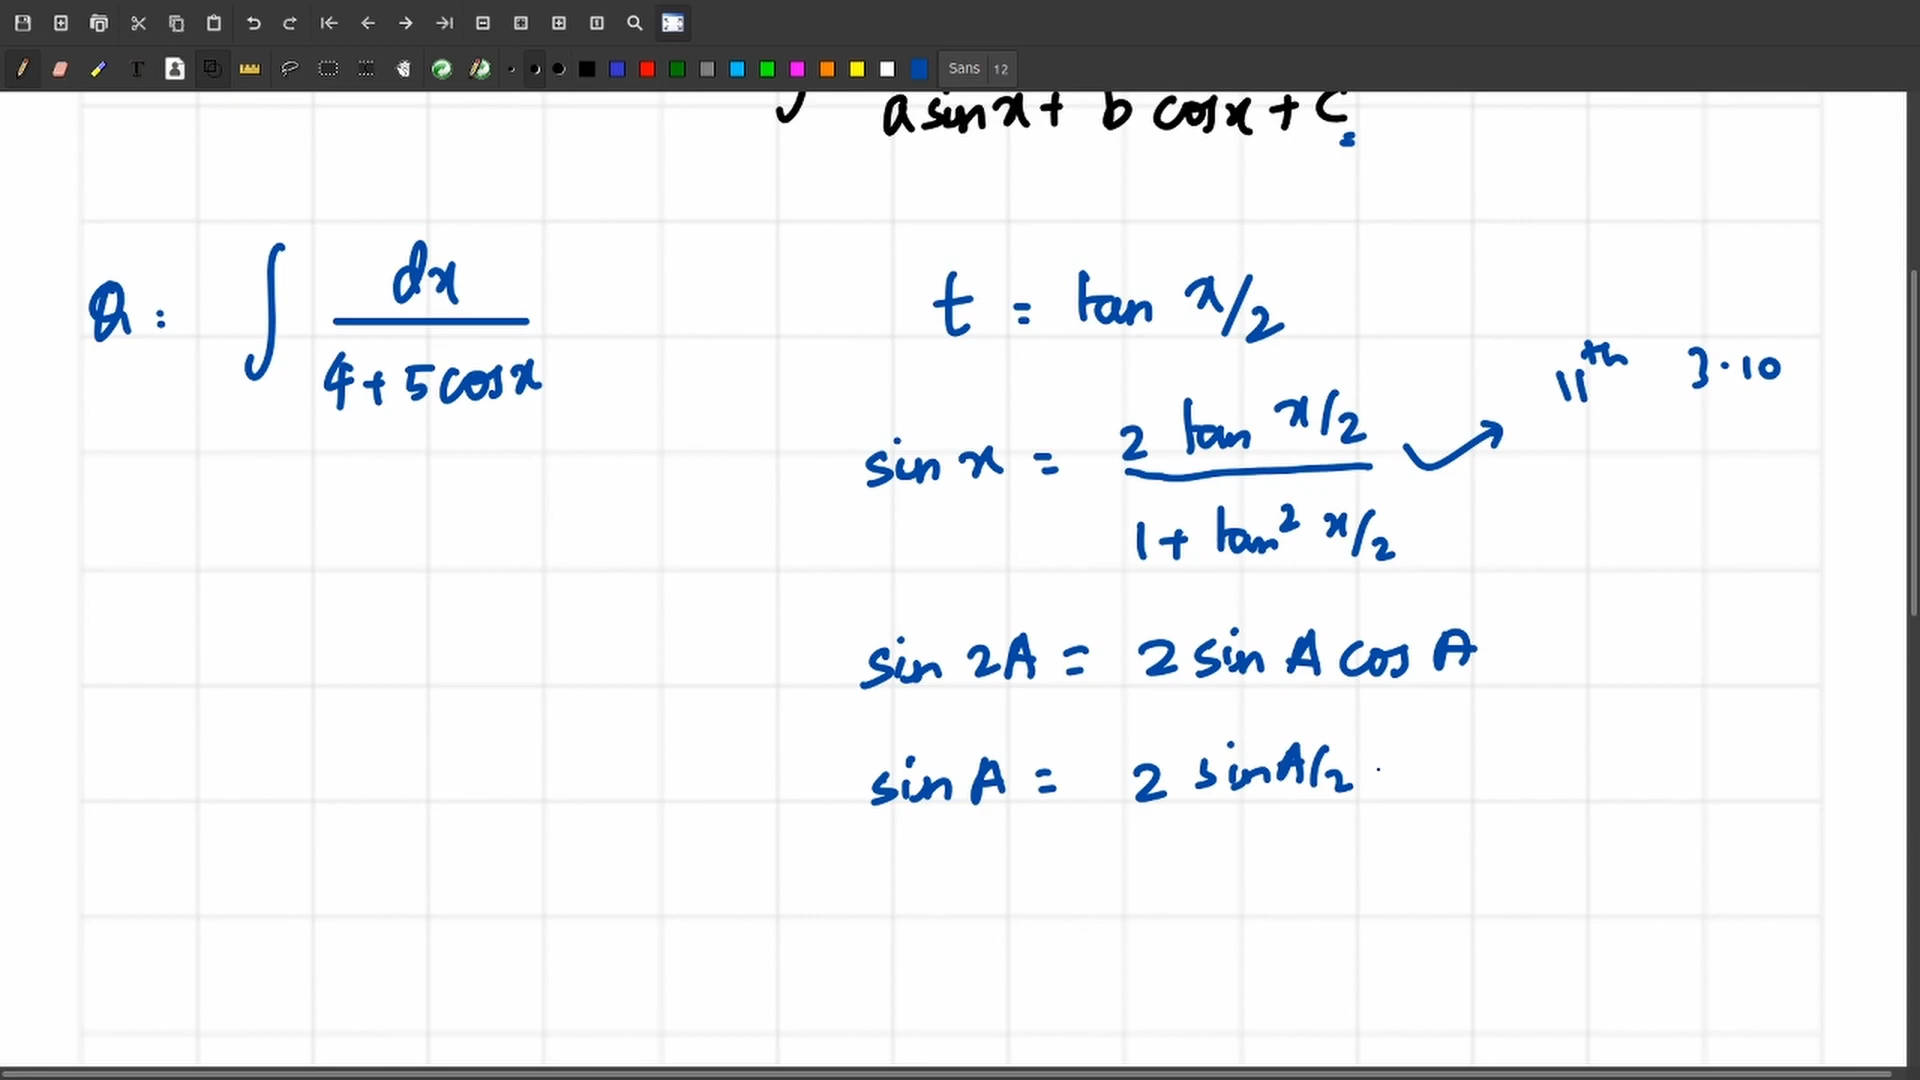 Sans 12
∫ a sin x + b cos x + C
Q: ∫ dx / (4 + 5 cos x)
t = tan x/2
11th 3.10
sin x = 2 tan x/2 / (1 + tan² x/2)
sin 2A = 2 sin A cos A
sin A = 2 sin A/2 .